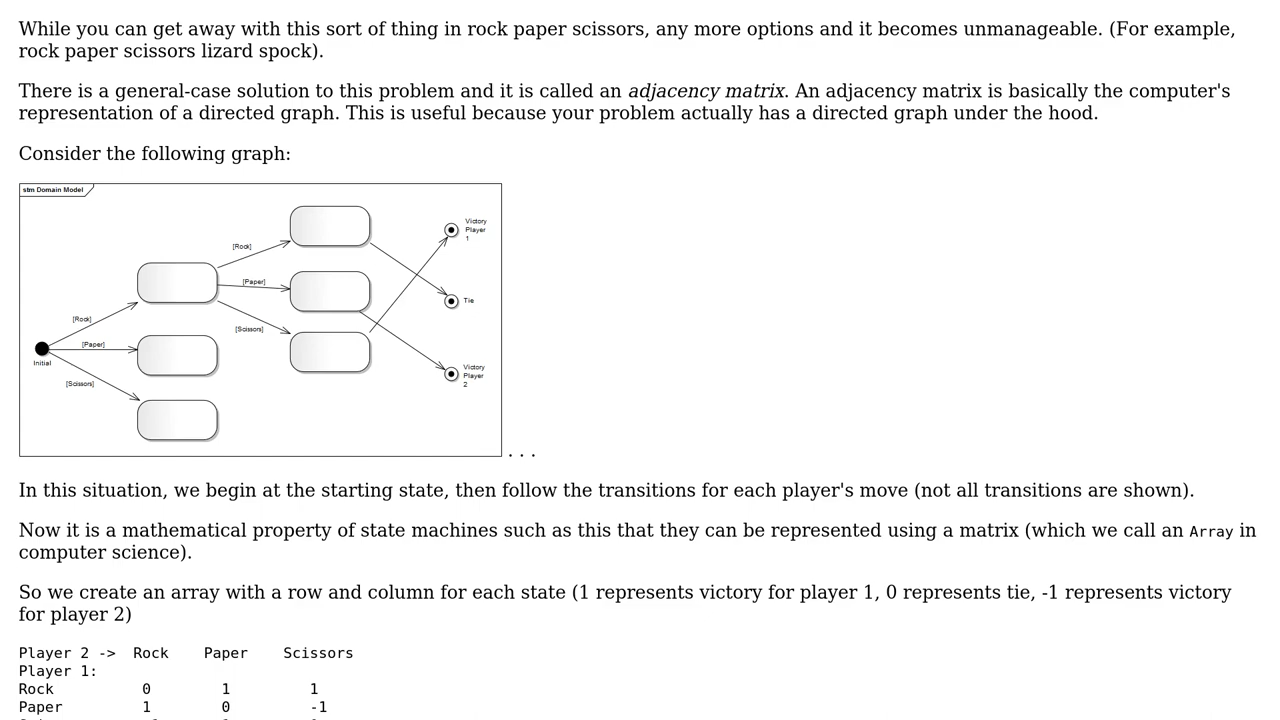 While you can get away with this sort of thing in rock paper scissors, any more options and it becomes unmanageable. (For example,
rock paper scissors lizard spock).
There is a general-case solution to this problem and it is called an adjacency matrix. An adjacency matrix is basically the computer's
representation of a directed graph. This is useful because your problem actually has a directed graph under the hood.
Consider the following graph:
stm Domain Model
Victory
Player
1
[Rock]
[Paper]
Tie
[Rock]
[Scissors]
[Paper]
Initial
Victory
Player
2
[Scissors]
. . .
In this situation, we begin at the starting state, then follow the transitions for each player's move (not all transitions are shown).
Now it is a mathematical property of state machines such as this that they can be represented using a matrix (which we call an Array in
computer science).
So we create an array with a row and column for each state (1 represents victory for player 1, 0 represents tie, -1 represents victory
for player 2)
Player 2 -> Rock Paper Scissors
Player 1:
Rock 0 1 1
Paper 1 0 -1